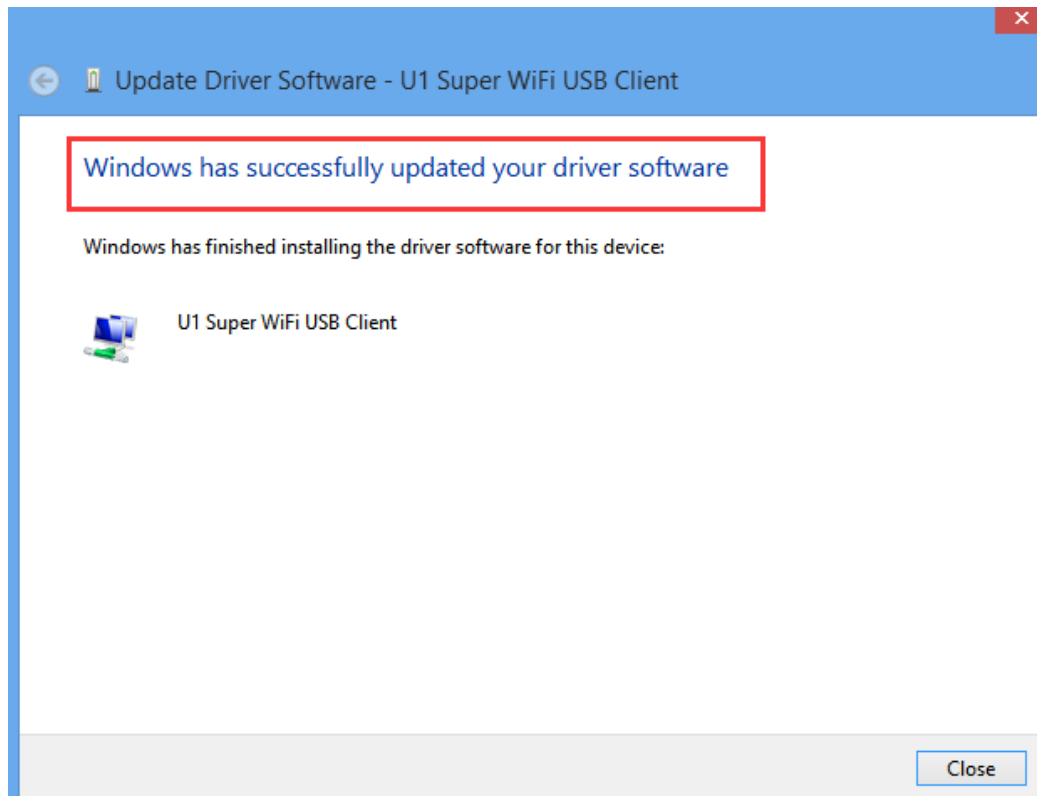 Update Driver Software - U1 Super WiFi USB Client
Windows has successfully updated your driver software
Windows has finished installing the driver software for this device:
U1 Super WiFi USB Client
Close